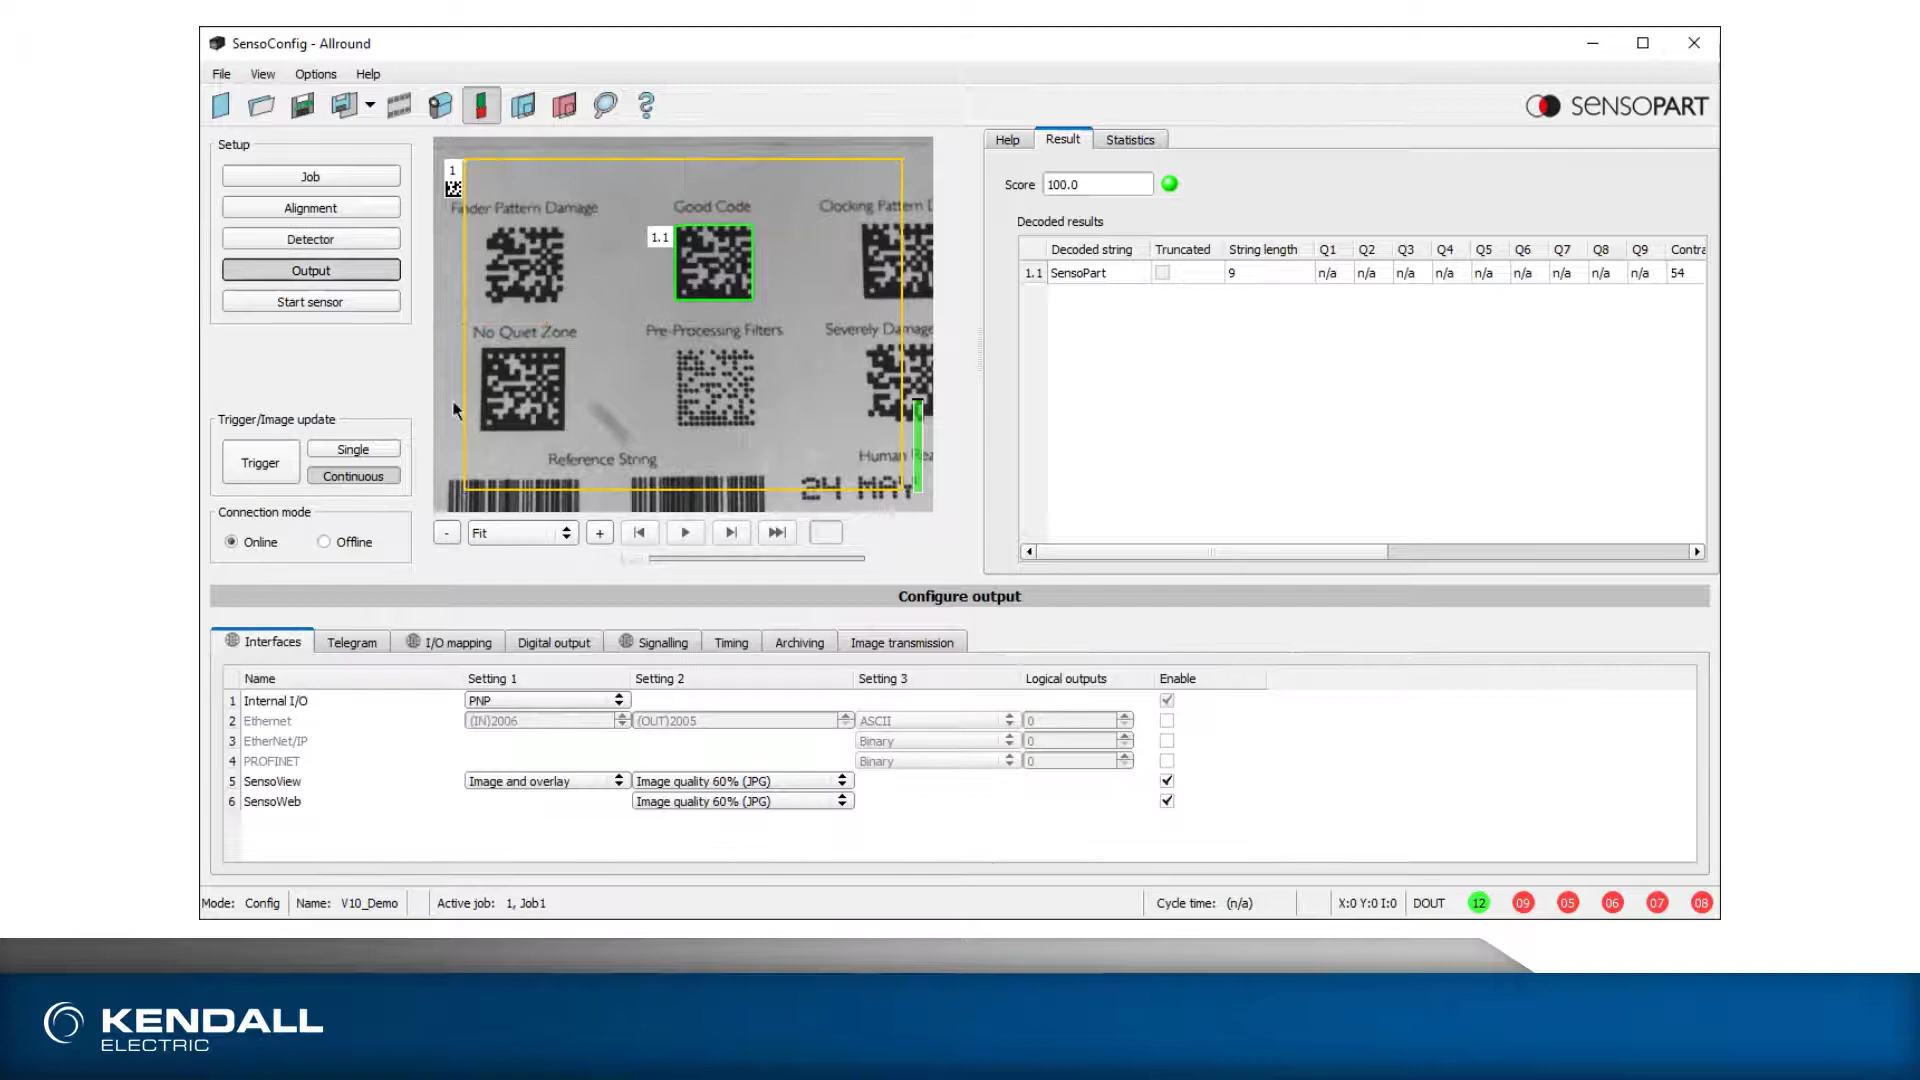 SensoConfig - Allround
File View Options Help
SENSOPART
Setup
Job
Alignment
Detector
Output
Start sensor
Trigger/Image update
Trigger
Single
Continuous
Connection mode
Online Offline
1
Finder Pattern Damage Good Code Clocking Pattern D
1.1
No Quiet Zone Pre-Processing Filters Severely Damage
Reference String Human Rea
24 MAY
- Fit +
Help Result Statistics
Score 100.0
Decoded results
Decoded string Truncated String length Q1 Q2 Q3 Q4 Q5 Q6 Q7 Q8 Q9 Contra
1.1 SensoPart 9 n/a n/a n/a n/a n/a n/a n/a n/a n/a 54
Configure output
Interfaces Telegram I/O mapping Digital output Signalling Timing Archiving Image transmission
Name Setting 1 Setting 2 Setting 3 Logical outputs Enable
1 Internal I/O PNP
2 Ethernet (IN)2006 (OUT)2005 ASCII 0
3 EtherNet/IP Binary 0
4 PROFINET Binary 0
5 SensoView Image and overlay Image quality 60% (JPG)
6 SensoWeb Image quality 60% (JPG)
Mode: Config Name: V10_Demo Active job: 1, Job1 Cycle time: (n/a) X:0 Y:0 I:0 DOUT 12 09 05 06 07 08
KENDALL
ELECTRIC